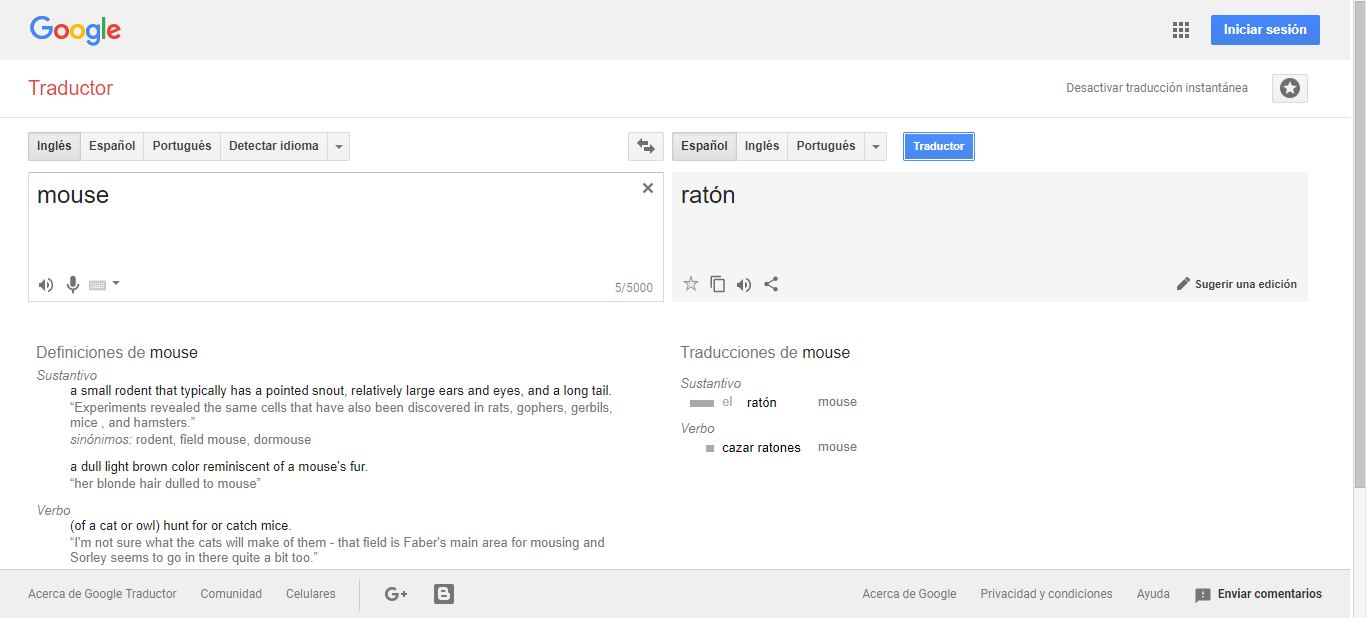 Google
Iniciar sesión
Traductor
Desactivar traducción instantánea
Inglés Español Portugués Detectar idioma
Español Inglés Portugués Traductor
mouse
ratón
5/5000
Sugerir una edición
Definiciones de mouse
Sustantivo
a small rodent that typically has a pointed snout, relatively large ears and eyes, and a long tail.
“Experiments revealed the same cells that have also been discovered in rats, gophers, gerbils,
mice , and hamsters.”
sinónimos: rodent, field mouse, dormouse
a dull light brown color reminiscent of a mouse's fur.
“her blonde hair dulled to mouse”
Verbo
(of a cat or owl) hunt for or catch mice.
“I'm not sure what the cats will make of them - that field is Faber's main area for mousing and
Sorley seems to go in there quite a bit too.”
Traducciones de mouse
Sustantivo
el ratón mouse
Verbo
cazar ratones mouse
Acerca de Google Traductor Comunidad Celulares G+ Acerca de Google Privacidad y condiciones Ayuda Enviar comentarios